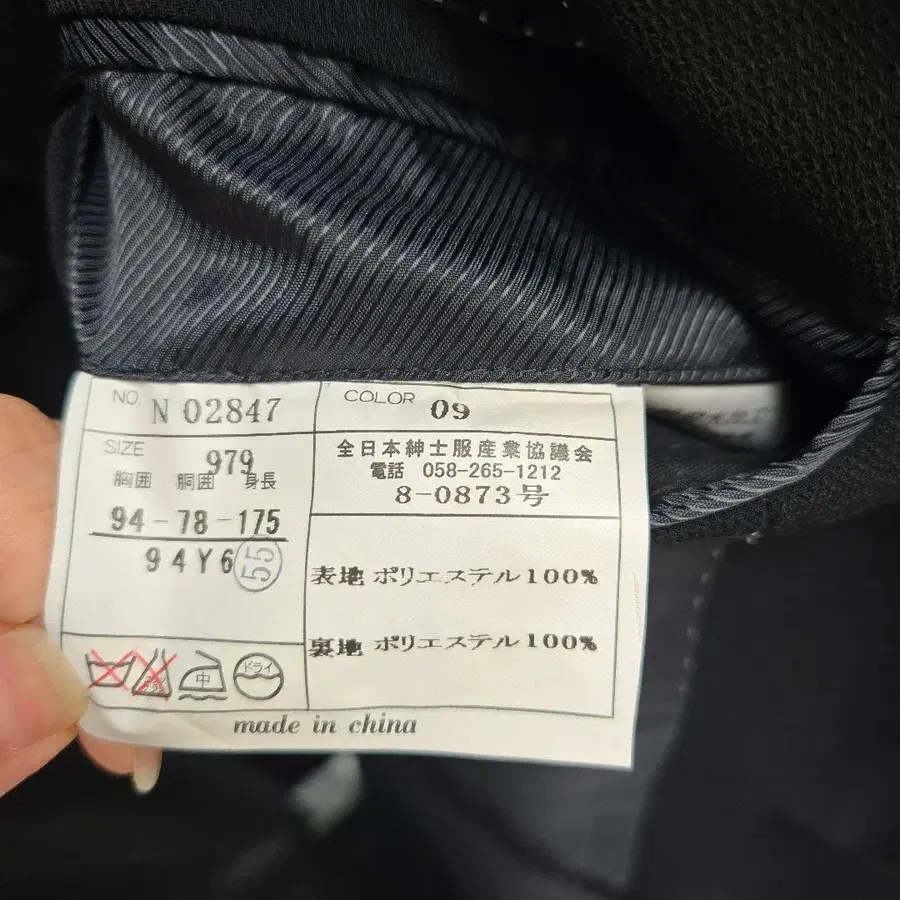 NO. N 02847
COLOR 09
SIZE 979
胸囲 胴囲 身長
94-78-175
94Y6 55
全日本紳士服産業協議会
電話 058-265-1212
8-0873号
表地 ポリエステル100%
裏地 ポリエステル100%
中 ドライ
made in china